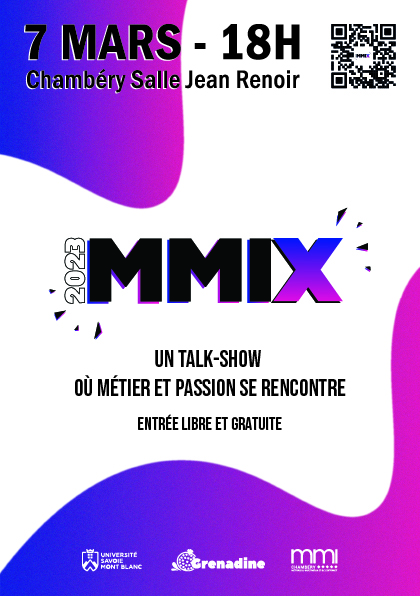 7 MARS - 18H
Chambéry Salle Jean Renoir
MMIX
2023
MMIX
UN TALK-SHOW
OÙ MÉTIER ET PASSION SE RENCONTRE
ENTRÉE LIBRE ET GRATUITE
UNIVERSITÉ
SAVOIE
MONT BLANC
Grenadine
mmi
CHAMBÉRY